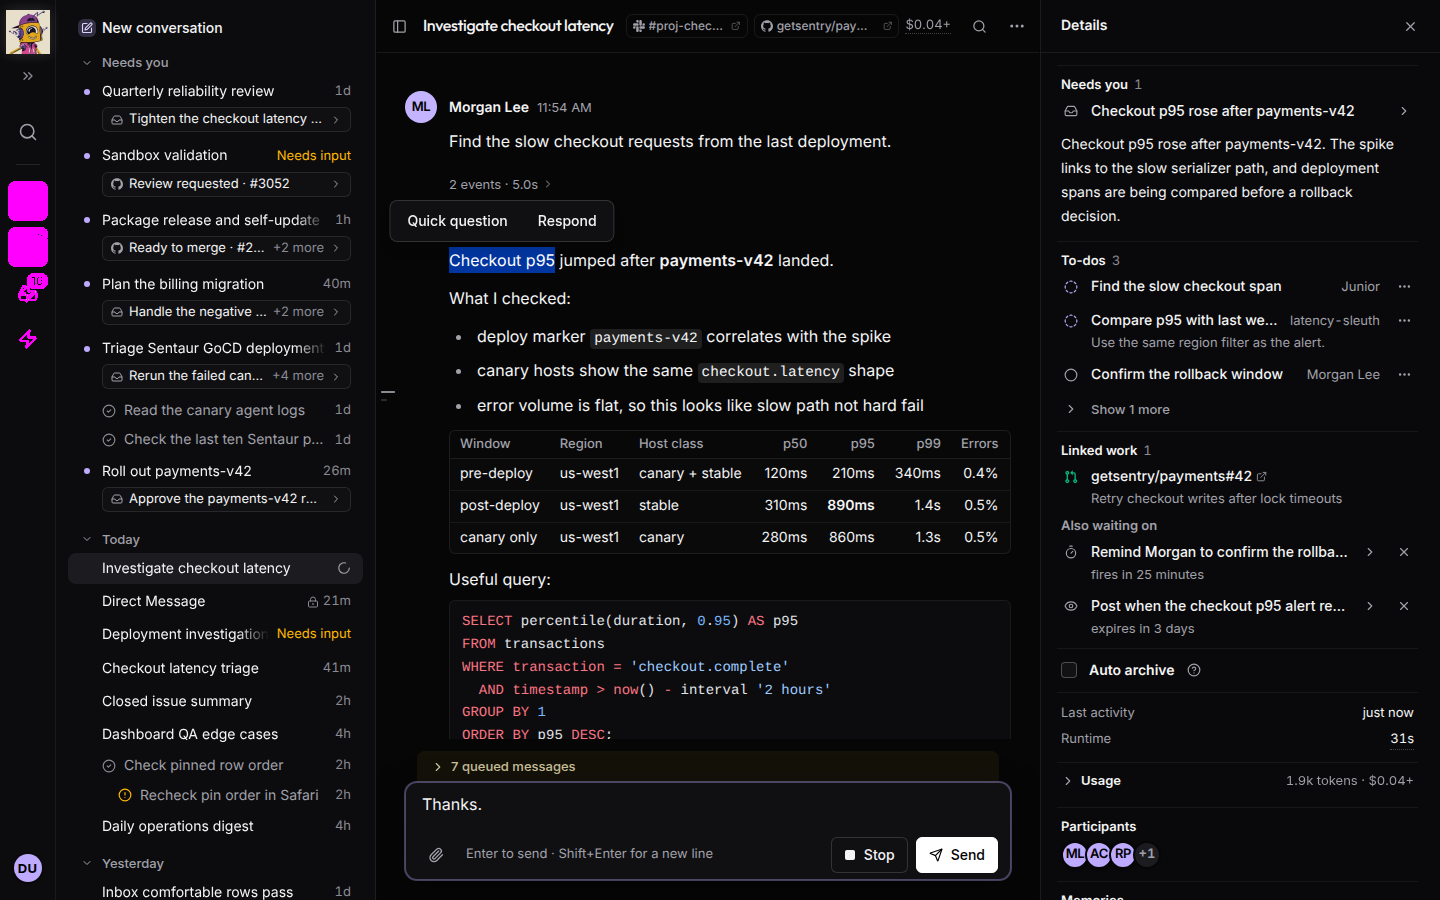 New conversation
Needs you
Quarterly reliability review 1d
Tighten the checkout latency ...
Sandbox validation Needs input
Review requested · #3052
Package release and self-update 1h
Ready to merge · #2... +2 more
Plan the billing migration 40m
Handle the negative ... +2 more
Triage Sentaur GoCD deployment 1d
Rerun the failed can... +4 more
Read the canary agent logs 1d
Check the last ten Sentaur p... 1d
Roll out payments-v42 26m
Approve the payments-v42 r...
Today
Investigate checkout latency
Direct Message 21m
Deployment investigation Needs input
Checkout latency triage 41m
Closed issue summary 2h
Dashboard QA edge cases 4h
Check pinned row order 2h
Recheck pin order in Safari 2h
Daily operations digest 4h
Yesterday
Inbox comfortable rows pass 1d
DU
Investigate checkout latency #proj-chec... getsentry/pay... $0.04+
ML Morgan Lee 11:54 AM
Find the slow checkout requests from the last deployment.
2 events · 5.0s
Quick question Respond
Checkout p95 jumped after payments-v42 landed.
What I checked:
• deploy marker payments-v42 correlates with the spike
• canary hosts show the same checkout.latency shape
• error volume is flat, so this looks like slow path not hard fail
Window Region Host class p50 p95 p99 Errors
pre-deploy us-west1 canary + stable 120ms 210ms 340ms 0.4%
post-deploy us-west1 stable 310ms 890ms 1.4s 0.5%
canary only us-west1 canary 280ms 860ms 1.3s 0.5%
Useful query:
SELECT percentile(duration, 0.95) AS p95
FROM transactions
WHERE transaction = 'checkout.complete'
AND timestamp > now() - interval '2 hours'
GROUP BY 1
ORDER BY p95 DESC;
7 queued messages
Thanks.
Enter to send · Shift+Enter for a new line
Stop Send
Details
Needs you 1
Checkout p95 rose after payments-v42
Checkout p95 rose after payments-v42. The spike
links to the slow serializer path, and deployment
spans are being compared before a rollback
decision.
To-dos 3
Find the slow checkout span Junior
Compare p95 with last we... latency-sleuth
Use the same region filter as the alert.
Confirm the rollback window Morgan Lee
Show 1 more
Linked work 1
getsentry/payments#42
Retry checkout writes after lock timeouts
Also waiting on
Remind Morgan to confirm the rollba...
fires in 25 minutes
Post when the checkout p95 alert re...
expires in 3 days
Auto archive
Last activity just now
Runtime 31s
Usage 1.9k tokens · $0.04+
Participants
ML AC RP +1